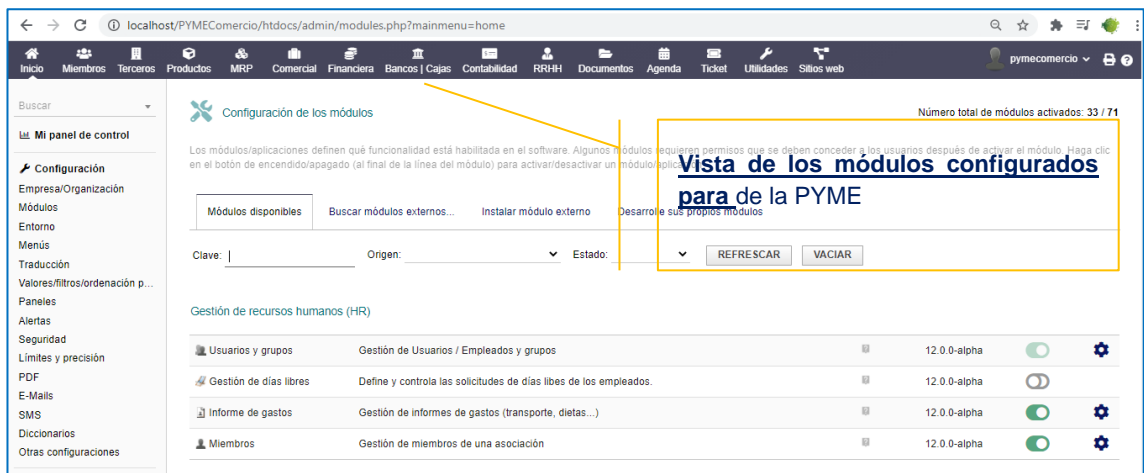 localhost/PYMEComercio/htdocs/admin/modules.php?mainmenu=home
Inicio Miembros Terceros Productos MRP Comercial Financiera Bancos | Cajas Contabilidad RRHH Documentos Agenda Ticket Utilidades Sitios web pymecomercio
Buscar
Mi panel de control
Configuración
Empresa/Organización
Módulos
Entorno
Menús
Traducción
Valores/filtros/ordenación p...
Paneles
Alertas
Seguridad
Límites y precisión
PDF
E-Mails
SMS
Diccionarios
Otras configuraciones
Configuración de los módulos
Número total de módulos activados: 33 / 71
Los módulos/aplicaciones definen qué funcionalidad está habilitada en el software. Algunos módulos requieren permisos que se deben conceder a los usuarios después de activar el módulo. Haga clic
en el botón de encendido/apagado (al final de la línea del módulo) para activar/desactivar un módulo/aplicación
Vista de los módulos configurados
para de la PYME
Módulos disponibles Buscar módulos externos... Instalar módulo externo Desarrolle sus propios módulos
Clave: Origen: Estado: REFRESCAR VACIAR
Gestión de recursos humanos (HR)
Usuarios y grupos Gestión de Usuarios / Empleados y grupos 12.0.0-alpha
Gestión de días libres Define y controla las solicitudes de días libes de los empleados. 12.0.0-alpha
Informe de gastos Gestión de informes de gastos (transporte, dietas...) 12.0.0-alpha
Miembros Gestión de miembros de una asociación 12.0.0-alpha